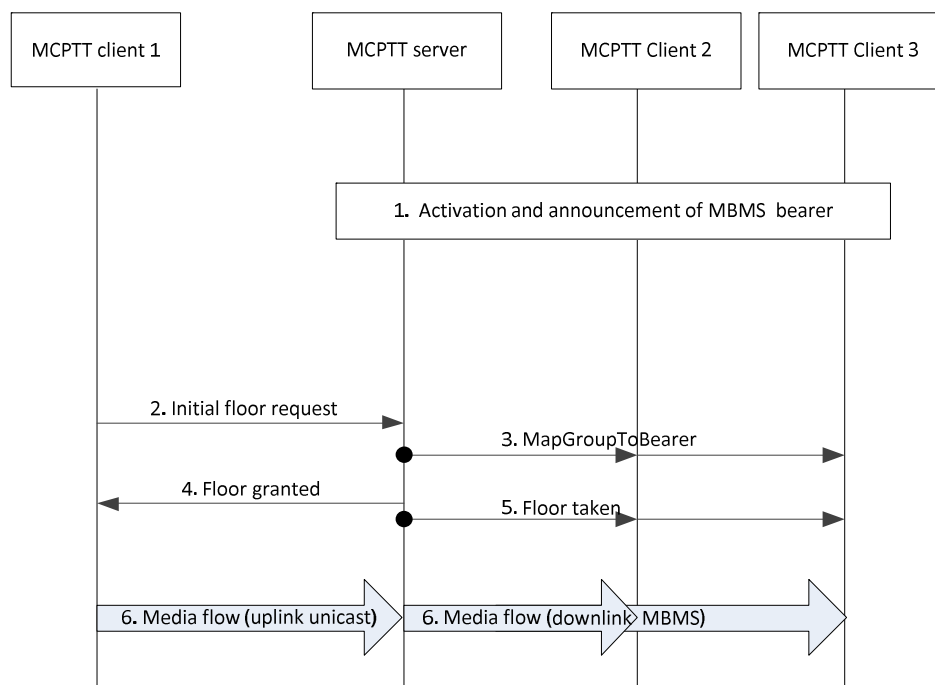 MCPTT client 1
MCPTT server
MCPTT Client 2
MCPTT Client 3
1. Activation and announcement of MBMS bearer
2. Initial floor request
3. MapGroupToBearer
4. Floor granted
5. Floor taken
6. Media flow (uplink unicast)
6. Media flow (downlink MBMS)